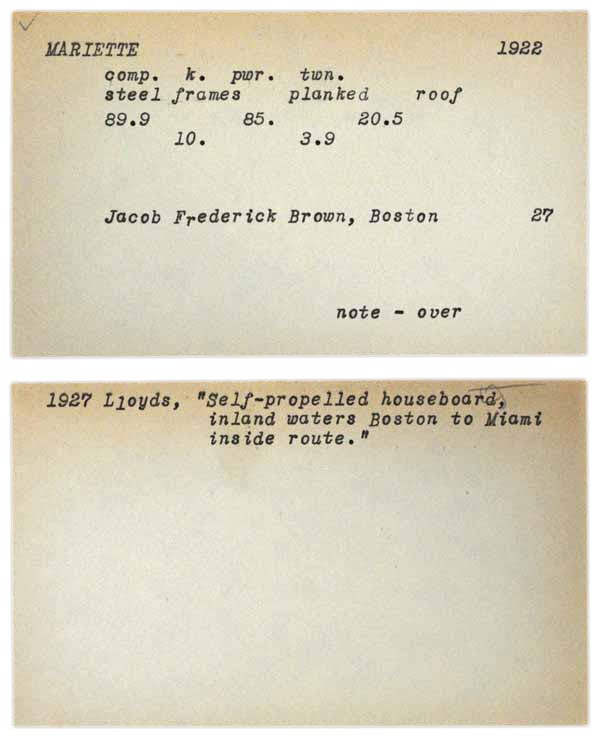 MARIETTE 1922
comp. k. pwr. twn.
steel frames planked roof
89.9 85. 20.5
10. 3.9
Jacob Frederick Brown, Boston 27
note - over
1927 Lloyds, "Self-propelled houseboard,
inland waters Boston to Miami
inside route."